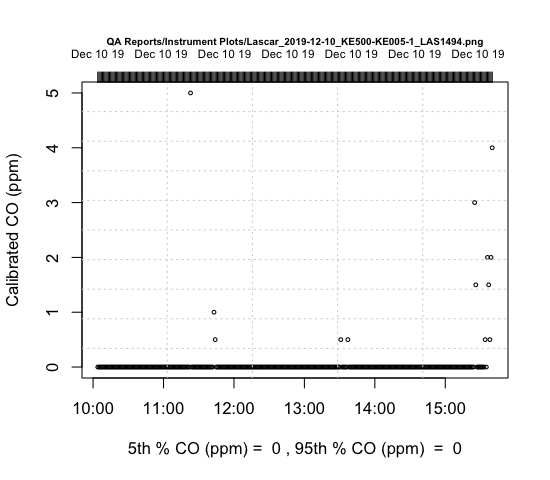 QA Reports/Instrument Plots/Lascar_2019-12-10_KE500-KE005-1_LAS1494.png
Dec 10 19 Dec 10 19 Dec 10 19 Dec 10 19 Dec 10 19 Dec 10 19 Dec 10 19
Calibrated CO (ppm)
5
4
3
2
1
0
10:00 11:00 12:00 13:00 14:00 15:00
5th % CO (ppm) = 0 , 95th % CO (ppm) = 0